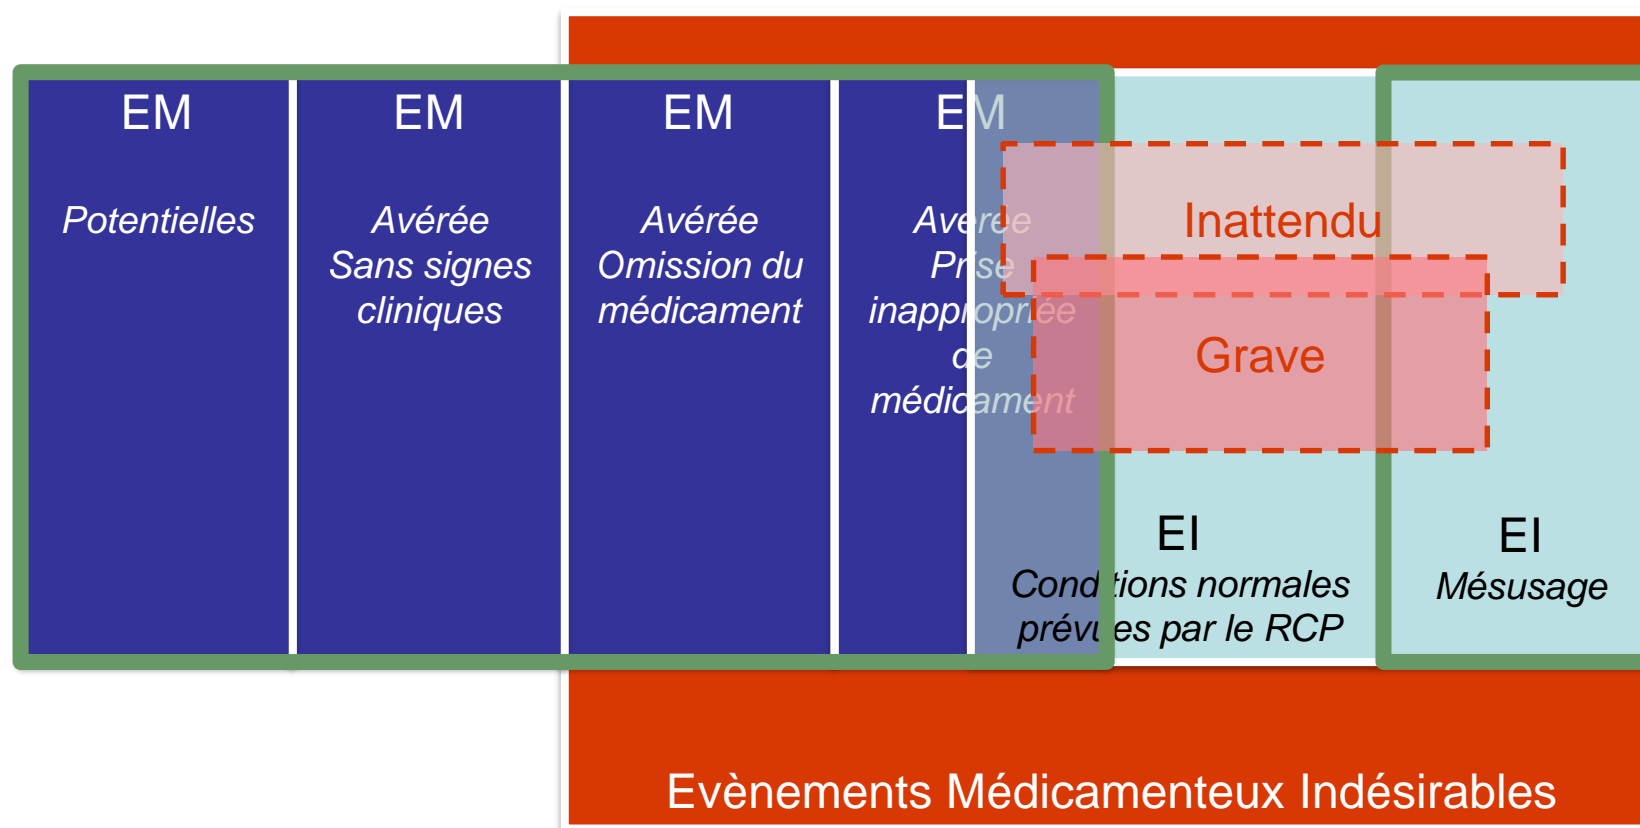 EM
Potentielles
EM
Avérée
Sans signes
cliniques
EM
Avérée
Omission du
médicament
EM
Avérée
Prise
inappropriée
de
médicament
Inattendu
Grave
EI
Conditions normales
prévues par le RCP
EI
Mésusage
Evènements Médicamenteux Indésirables